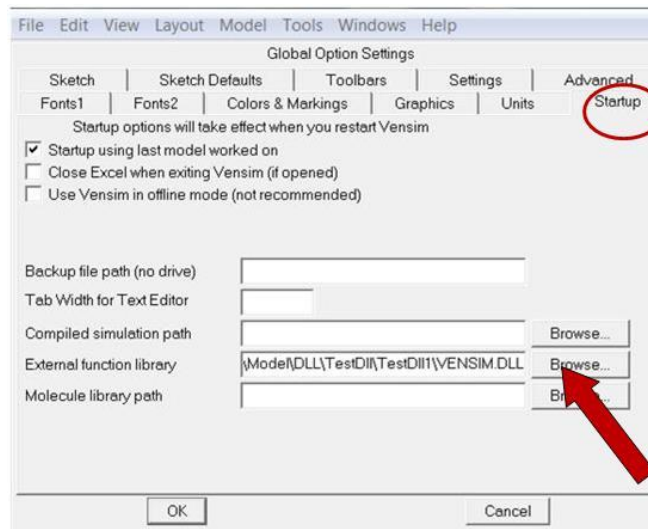 File Edit View Layout Model Tools Windows Help
Global Option Settings
Sketch Sketch Defaults Toolbars Settings Advanced
Fonts1 Fonts2 Colors & Markings Graphics Units Startup
Startup options will take effect when you restart Vensim
Startup using last model worked on
Close Excel when exiting Vensim (if opened)
Use Vensim in offline mode (not recommended)
Backup file path (no drive)
Tab Width for Text Editor
Compiled simulation path Browse...
External function library \Model\DLL\TestDll\TestDll1\VENSIM.DLL Browse...
Molecule library path Browse...
OK Cancel